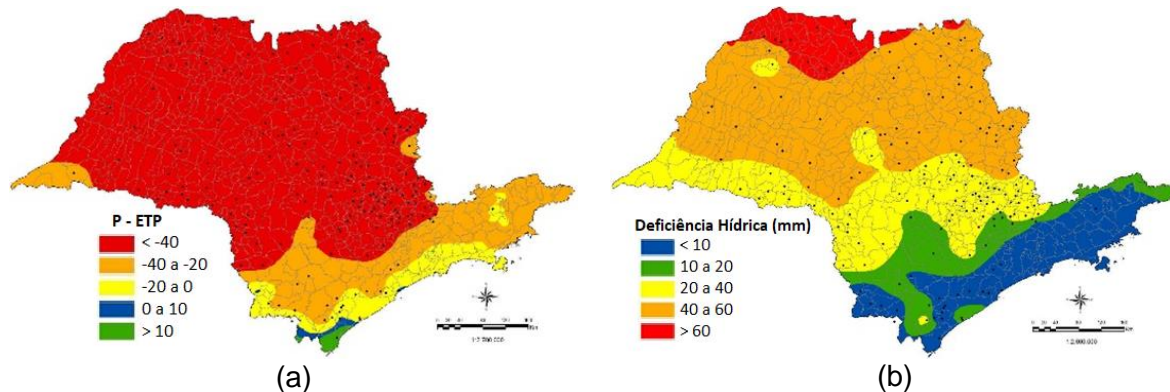 P - ETP
< -40
-40 a -20
-20 a 0
0 a 10
> 10
(a)
Deficiência Hídrica (mm)
< 10
10 a 20
20 a 40
40 a 60
> 60
(b)